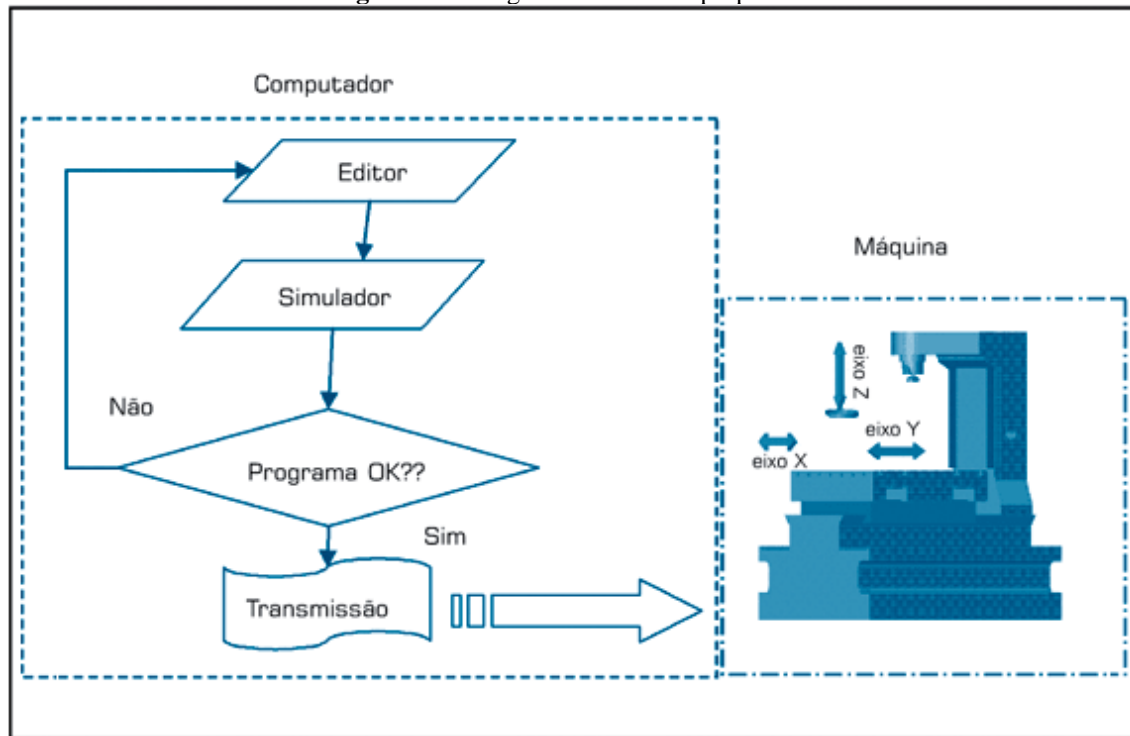 Computador
Editor
Simulador
Não
Programa OK??
Sim
Transmissão
Máquina
eixo Z
eixo Y
eixo X